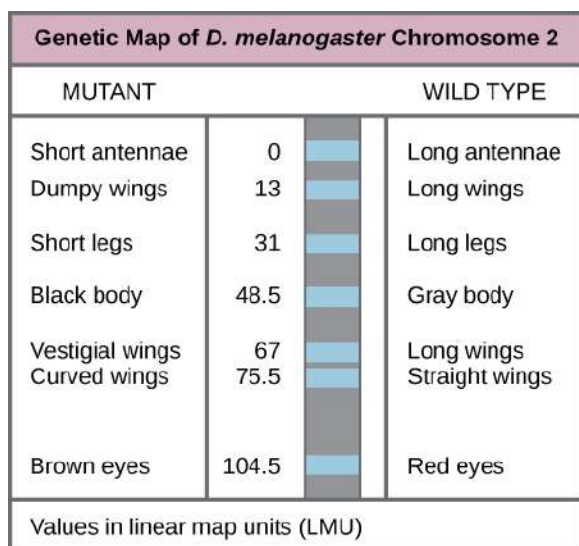 Genetic Map of D. melanogaster Chromosome 2
MUTANT WILD TYPE
Short antennae 0 Long antennae
Dumpy wings 13 Long wings
Short legs 31 Long legs
Black body 48.5 Gray body
Vestigial wings 67 Long wings
Curved wings 75.5 Straight wings
Brown eyes 104.5 Red eyes
Values in linear map units (LMU)